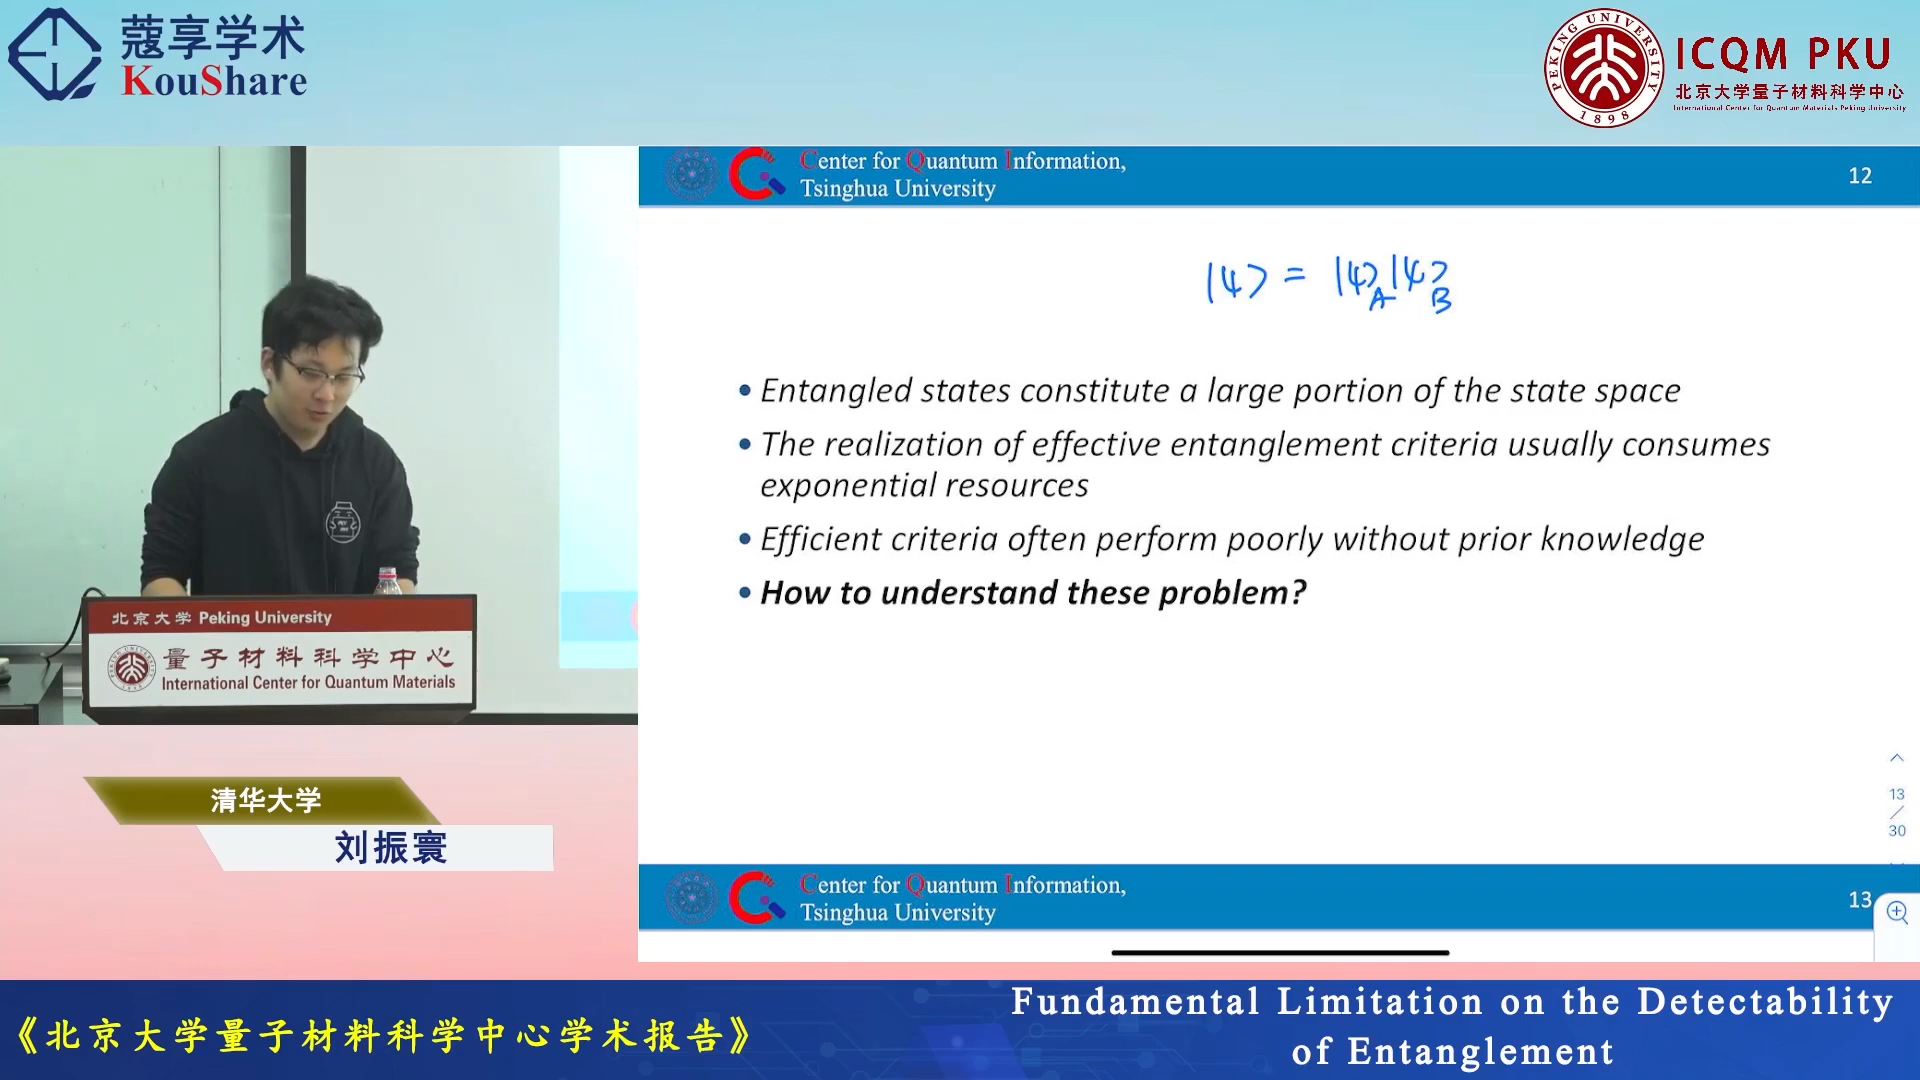 蔻享学术
KouShare
PEKING UNIVERSITY
1898
ICQM PKU
北京大学量子材料科学中心
International Center for Quantum Materials Peking University
Center for Quantum Information,
Tsinghua University
12
|ψ⟩ = |ψ⟩_A |ψ⟩_B
• Entangled states constitute a large portion of the state space
• The realization of effective entanglement criteria usually consumes
exponential resources
• Efficient criteria often perform poorly without prior knowledge
• How to understand these problem?
13
/
30
Center for Quantum Information,
Tsinghua University
13
北京大学 Peking University
量子材料科学中心
International Center for Quantum Materials
清华大学
刘振寰
《北京大学量子材料科学中心学术报告》
Fundamental Limitation on the Detectability
of Entanglement